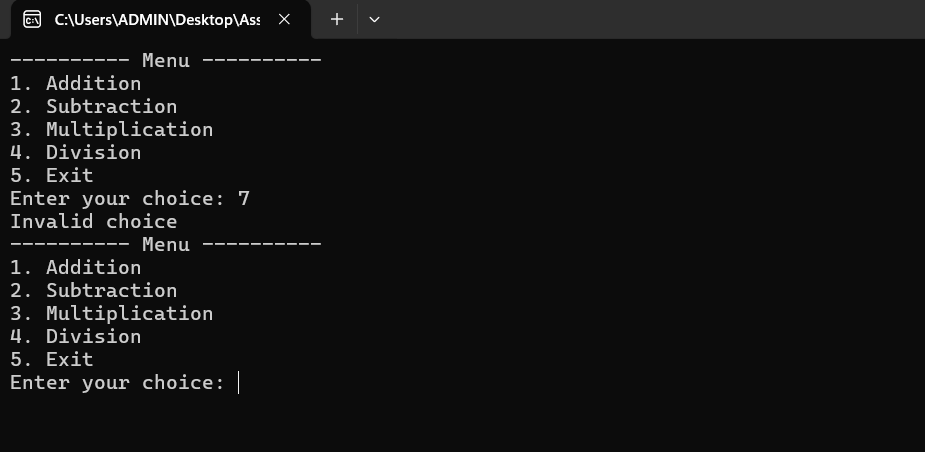 C:\Users\ADMIN\Desktop\Ass
---------- Menu ----------
1. Addition
2. Subtraction
3. Multiplication
4. Division
5. Exit
Enter your choice: 7
Invalid choice
---------- Menu ----------
1. Addition
2. Subtraction
3. Multiplication
4. Division
5. Exit
Enter your choice: